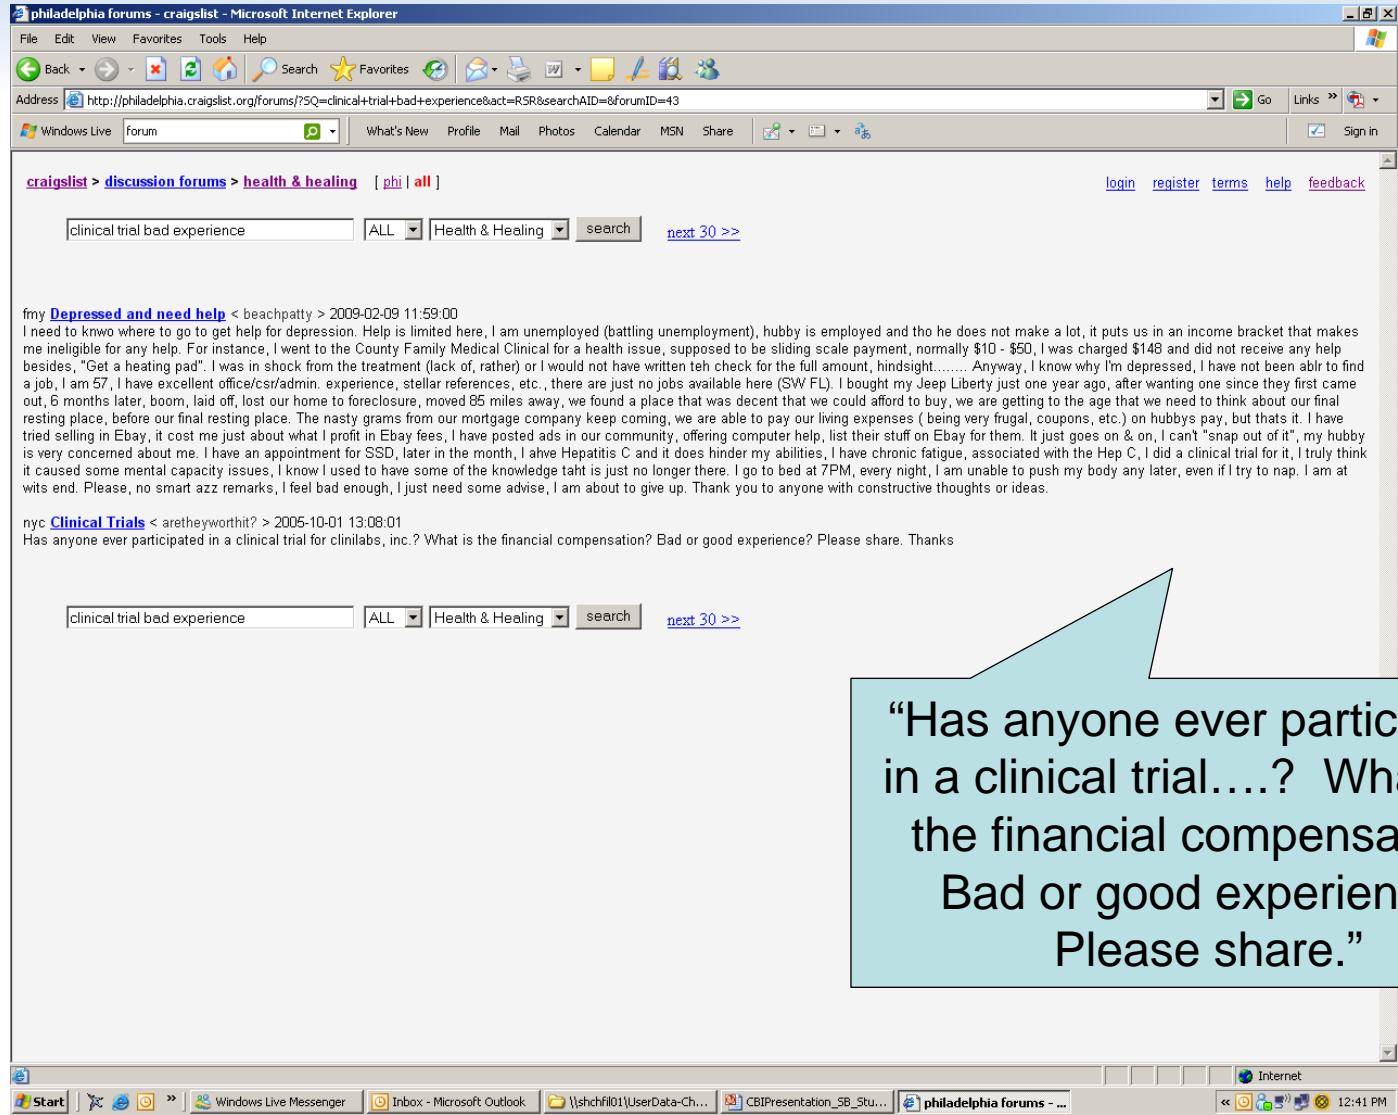 philadelphia forums - craigslist - Microsoft Internet Explorer
File Edit View Favorites Tools Help
Back Search Favorites
Address http://philadelphia.craigslist.org/forums/?SQ=clinical+trial+bad+experience&act=RSR&searchAID=&forumID=43 Go Links »
Windows Live forum What's New Profile Mail Photos Calendar MSN Share Sign in
craigslist > discussion forums > health & healing [ phi | all ] login register terms help feedback
clinical trial bad experience ALL Health & Healing search next 30 >>
fmy Depressed and need help < beachpatty > 2009-02-09 11:59:00
I need to knwo where to go to get help for depression. Help is limited here, I am unemployed (battling unemployment), hubby is employed and tho he does not make a lot, it puts us in an income bracket that makes
me ineligible for any help. For instance, I went to the County Family Medical Clinical for a health issue, supposed to be sliding scale payment, normally $10 - $50, I was charged $148 and did not receive any help
besides, "Get a heating pad". I was in shock from the treatment (lack of, rather) or I would not have written teh check for the full amount, hindsight........ Anyway, I know why I'm depressed, I have not been ablr to find
a job, I am 57, I have excellent office/csr/admin. experience, stellar references, etc., there are just no jobs available here (SW FL). I bought my Jeep Liberty just one year ago, after wanting one since they first came
out, 6 months later, boom, laid off, lost our home to foreclosure, moved 85 miles away, we found a place that was decent that we could afford to buy, we are getting to the age that we need to think about our final
resting place, before our final resting place. The nasty grams from our mortgage company keep coming, we are able to pay our living expenses ( being very frugal, coupons, etc.) on hubbys pay, but thats it. I have
tried selling in Ebay, it cost me just about what I profit in Ebay fees, I have posted ads in our community, offering computer help, list their stuff on Ebay for them. It just goes on & on, I can't "snap out of it", my hubby
is very concerned about me. I have an appointment for SSD, later in the month, I ahve Hepatitis C and it does hinder my abilities, I have chronic fatigue, associated with the Hep C, I did a clinical trial for it, I truly think
it caused some mental capacity issues, I know I used to have some of the knowledge taht is just no longer there. I go to bed at 7PM, every night, I am unable to push my body any later, even if I try to nap. I am at
wits end. Please, no smart azz remarks, I feel bad enough, I just need some advise, I am about to give up. Thank you to anyone with constructive thoughts or ideas.
nyc Clinical Trials < aretheyworthit? > 2005-10-01 13:08:01
Has anyone ever participated in a clinical trial for clinilabs, inc.? What is the financial compensation? Bad or good experience? Please share. Thanks
clinical trial bad experience ALL Health & Healing search next 30 >>
“Has anyone ever partic
in a clinical trial….? Wha
the financial compensa
Bad or good experien
Please share.”
Internet
Start » Windows Live Messenger Inbox - Microsoft Outlook \\shchfil01\UserData-Ch... CBIPresentation_SB_Stu... philadelphia forums - ... « 12:41 PM